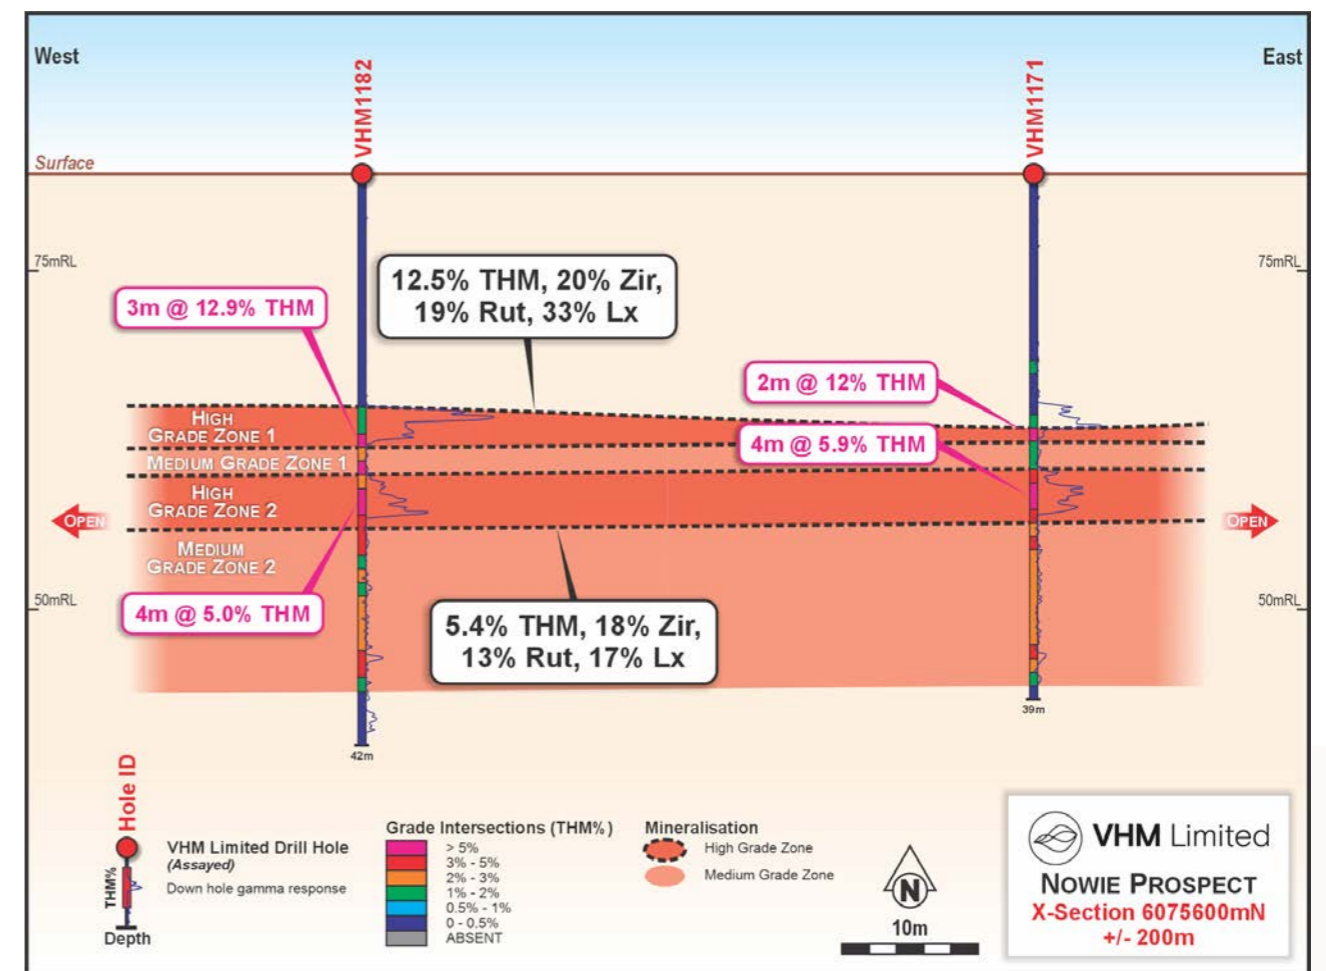 West
East
VHM1182
VHM1171
Surface
75mRL
75mRL
12.5% THM, 20% Zir,
19% Rut, 33% Lx
3m @ 12.9% THM
2m @ 12% THM
4m @ 5.9% THM
HIGH
GRADE ZONE 1
MEDIUM GRADE ZONE 1
HIGH
GRADE ZONE 2
OPEN
OPEN
MEDIUM
GRADE ZONE 2
50mRL
50mRL
4m @ 5.0% THM
5.4% THM, 18% Zir,
13% Rut, 17% Lx
39m
42m
Hole ID
THM%
Depth
VHM Limited Drill Hole
(Assayed)
Down hole gamma response
Grade Intersections (THM%)
> 5%
3% - 5%
2% - 3%
1% - 2%
0.5% - 1%
0 - 0.5%
ABSENT
Mineralisation
High Grade Zone
Medium Grade Zone
N
10m
VHM Limited
NOWIE PROSPECT
X-Section 6075600mN
+/- 200m